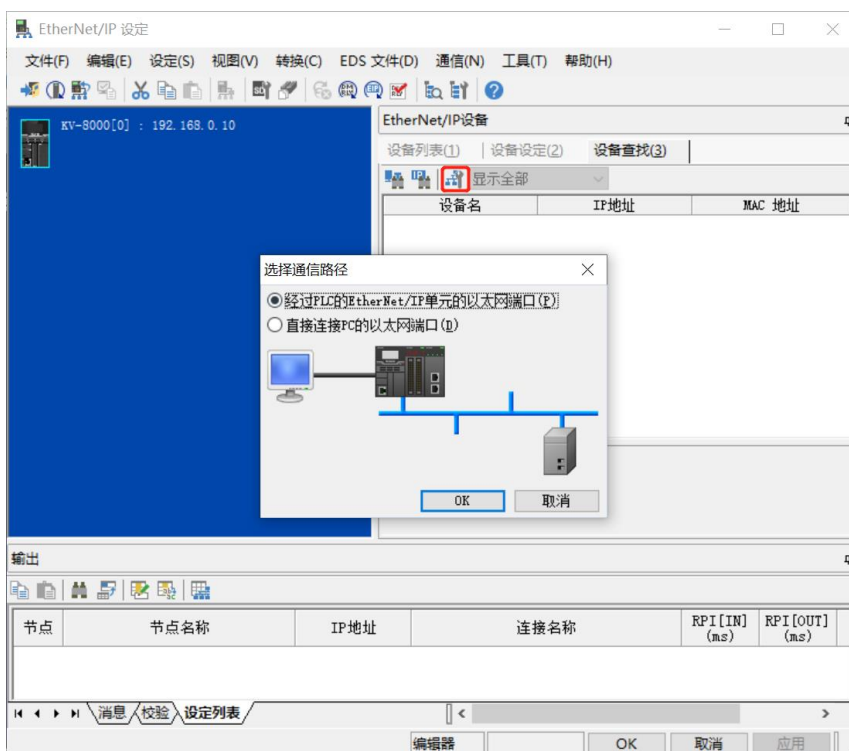 EtherNet/IP 设定
文件(F) 编辑(E) 设定(S) 视图(V) 转换(C) EDS 文件(D) 通信(N) 工具(T) 帮助(H)
KV-8000[0] : 192.168.0.10
EtherNet/IP设备
设备列表(1) 设备设定(2) 设备查找(3)
显示全部
设备名 IP地址 MAC 地址
选择通信路径
经过PLC的EtherNet/IP单元的以太网端口(P)
直接连接PC的以太网端口(D)
OK 取消
输出
节点 节点名称 IP地址 连接名称 RPI[IN] (ms) RPI[OUT] (ms)
消息 校验 设定列表
编辑器 OK 取消 应用